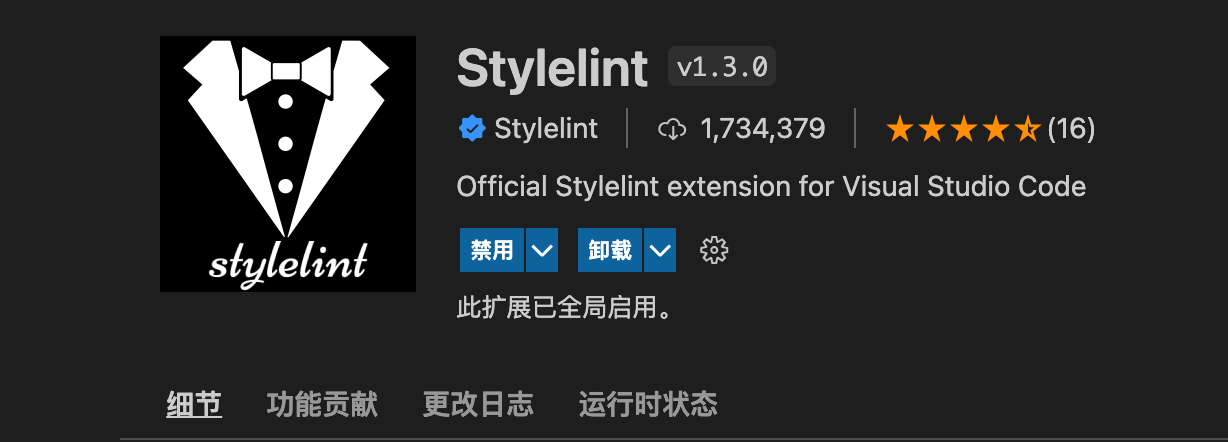 Stylelint v1.3.0
Stylelint 1,734,379 (16)
Official Stylelint extension for Visual Studio Code
禁用 卸载
stylelint
此扩展已全局启用。
细节 功能贡献 更改日志 运行时状态